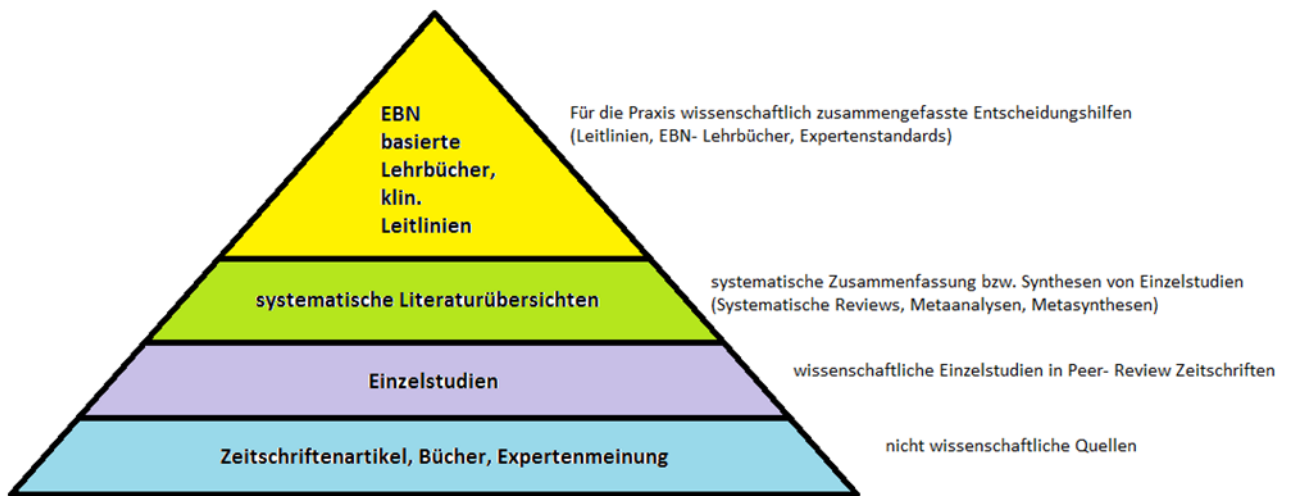 EBN
basierte
Lehrbücher,
klin.
Leitlinien
Für die Praxis wissenschaftlich zusammengefasste Entscheidungshilfen
(Leitlinien, EBN- Lehrbücher, Expertenstandards)
systematische Literaturübersichten
systematische Zusammenfassung bzw. Synthesen von Einzelstudien
(Systematische Reviews, Metaanalysen, Metasynthesen)
Einzelstudien
wissenschaftliche Einzelstudien in Peer- Review Zeitschriften
Zeitschriftenartikel, Bücher, Expertenmeinung
nicht wissenschaftliche Quellen